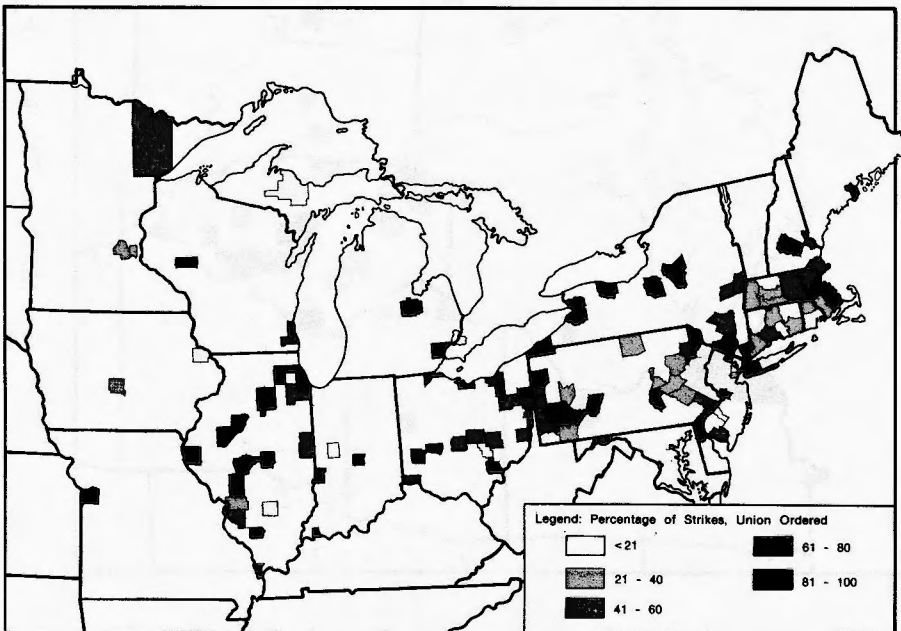 Legend: Percentage of Strikes, Union Ordered
<21
21 - 40
41 - 60
61 - 80
81 - 100